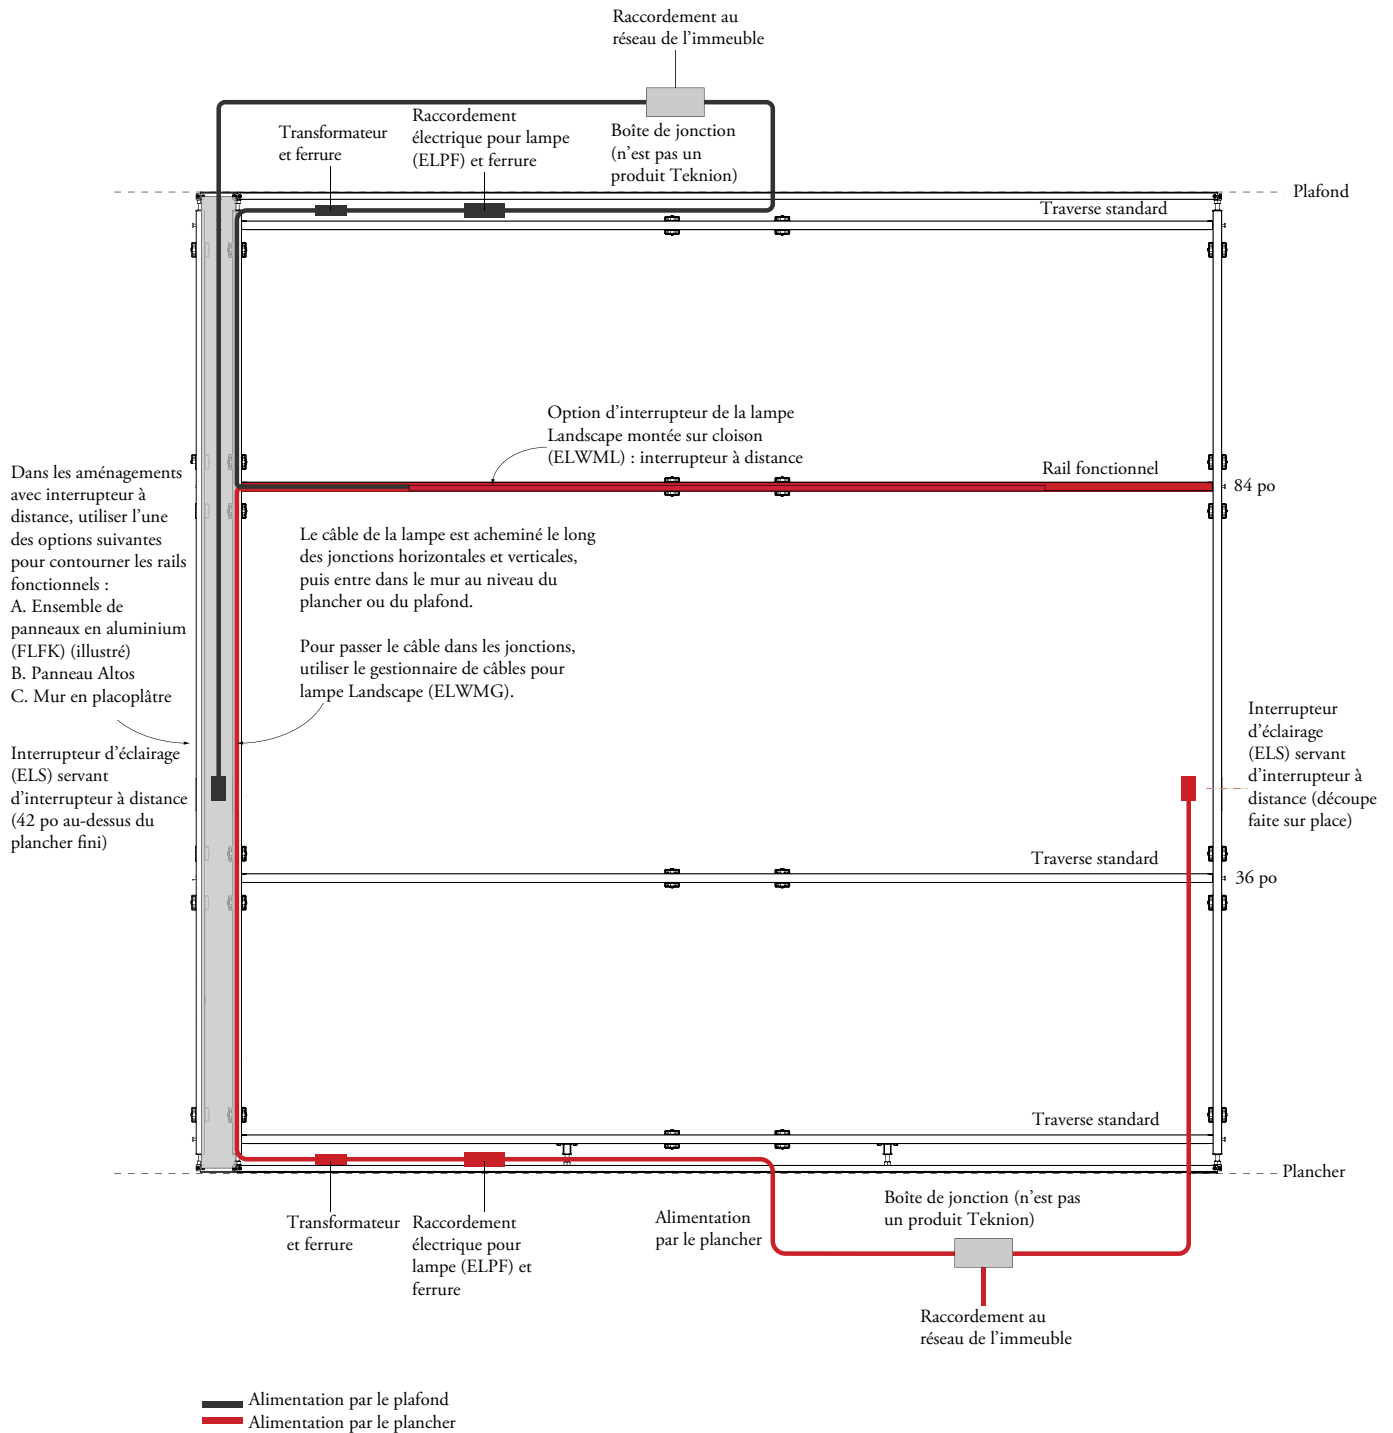 Raccordement au
réseau de l’immeuble
Transformateur
et ferrure
Raccordement
électrique pour lampe
(ELPF) et ferrure
Boîte de jonction
(n’est pas un
produit Teknion)
Plafond
Traverse standard
Option d’interrupteur de la lampe
Landscape montée sur cloison
(ELWML) : interrupteur à distance
Rail fonctionnel
84 po
Dans les aménagements
avec interrupteur à
distance, utiliser l’une
des options suivantes
pour contourner les rails
fonctionnels :
A. Ensemble de
panneaux en aluminium
(FLFK) (illustré)
B. Panneau Altos
C. Mur en placoplâtre
Le câble de la lampe est acheminé le long
des jonctions horizontales et verticales,
puis entre dans le mur au niveau du
plancher ou du plafond.
Pour passer le câble dans les jonctions,
utiliser le gestionnaire de câbles pour
lampe Landscape (ELWMG).
Interrupteur d’éclairage
(ELS) servant
d’interrupteur à distance
(42 po au-dessus du
plancher fini)
Interrupteur
d’éclairage
(ELS) servant
d’interrupteur à
distance (découpe
faite sur place)
Traverse standard
36 po
Traverse standard
Plancher
Transformateur
et ferrure
Raccordement
électrique pour
lampe (ELPF) et
ferrure
Alimentation
par le plancher
Boîte de jonction (n’est pas
un produit Teknion)
Raccordement au
réseau de l’immeuble
Alimentation par le plafond
Alimentation par le plancher